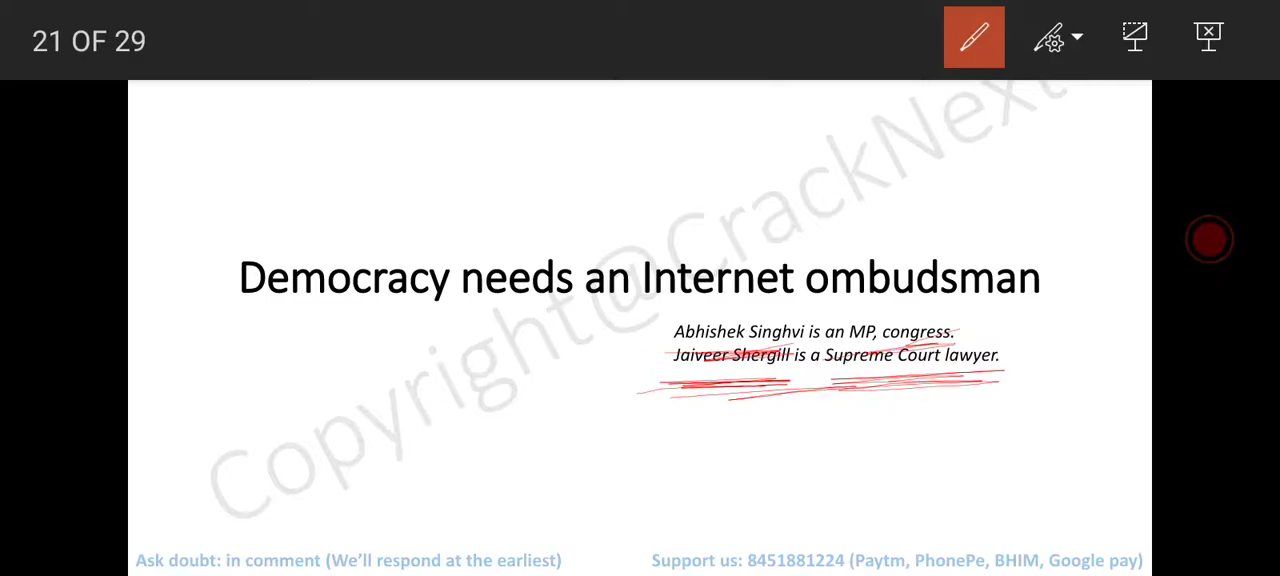 21 OF 29
Copyright@CrackNext
Democracy needs an Internet ombudsman
Abhishek Singhvi is an MP, congress.
Jaiveer Shergill is a Supreme Court lawyer.
Ask doubt: in comment (We'll respond at the earliest)
Support us: 8451881224 (Paytm, PhonePe, BHIM, Google pay)